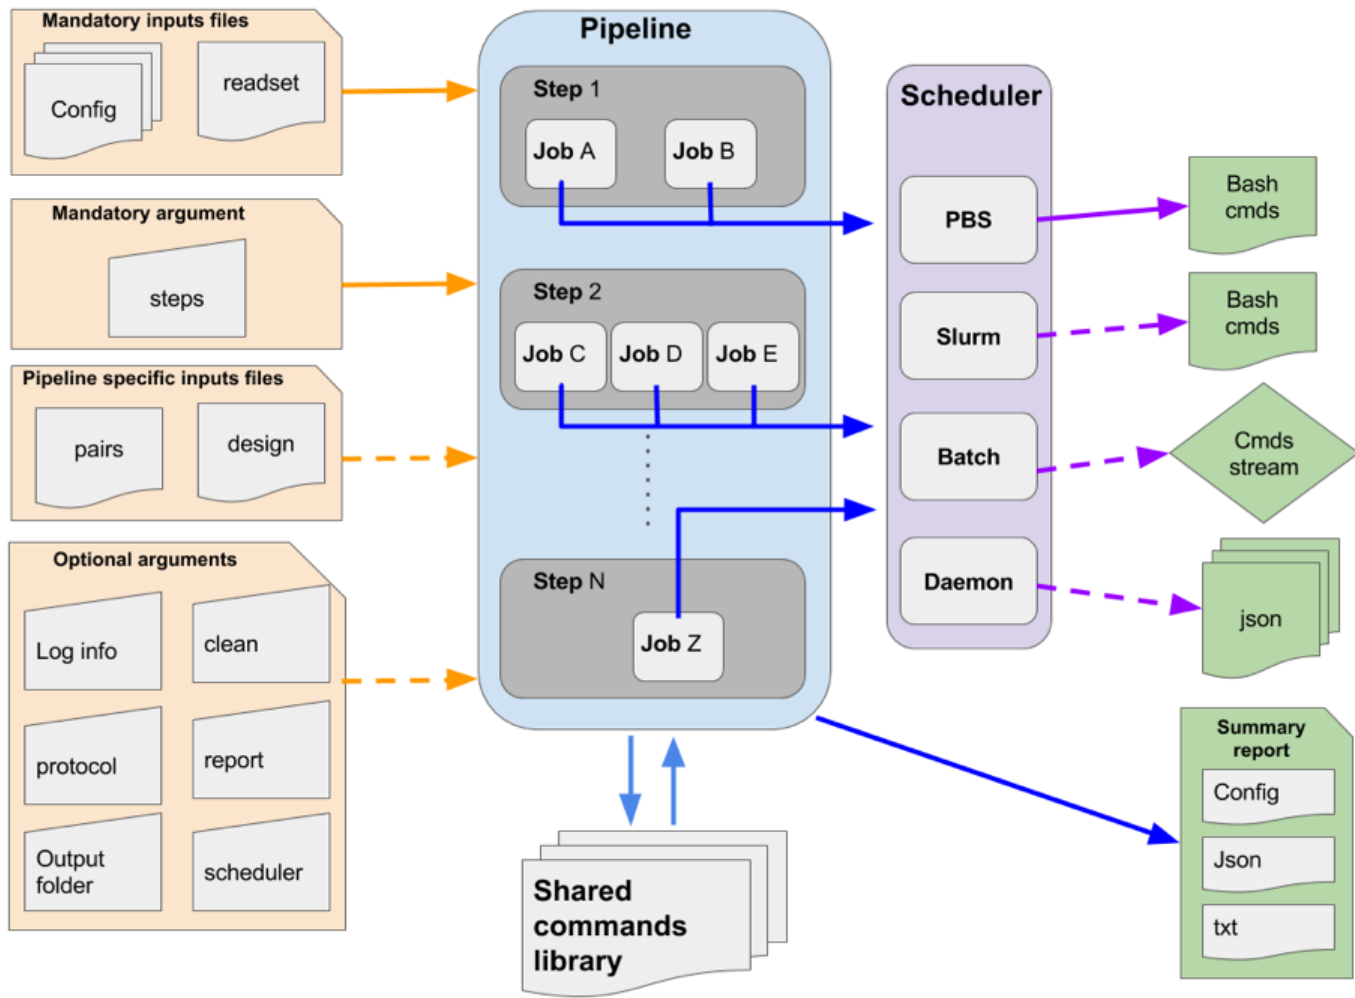 Mandatory inputs files
Config
readset
Mandatory argument
steps
Pipeline specific inputs files
pairs
design
Optional arguments
Log info
clean
protocol
report
Output
folder
scheduler
Pipeline
Step 1
Job A
Job B
Step 2
Job C
Job D
Job E
Step N
Job Z
Shared
commands
library
Scheduler
PBS
Slurm
Batch
Daemon
Bash
cmds
Bash
cmds
Cmds
stream
json
Summary
report
Config
Json
txt